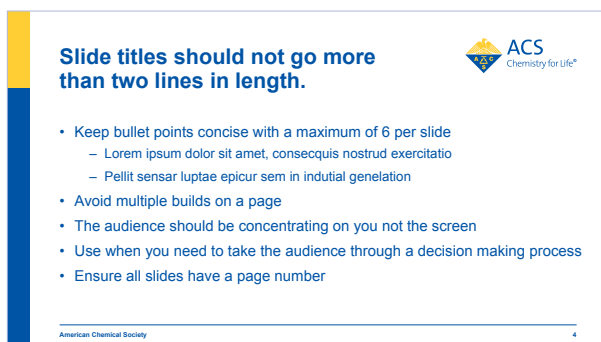 Slide titles should not go more
than two lines in length.
ACS
Chemistry for Life®
A C S
• Keep bullet points concise with a maximum of 6 per slide
– Lorem ipsum dolor sit amet, consequis nostrud exercitatio
– Pellit sensar luptae epicur sem in indutial genelation
• Avoid multiple builds on a page
• The audience should be concentrating on you not the screen
• Use when you need to take the audience through a decision making process
• Ensure all slides have a page number
American Chemical Society 4